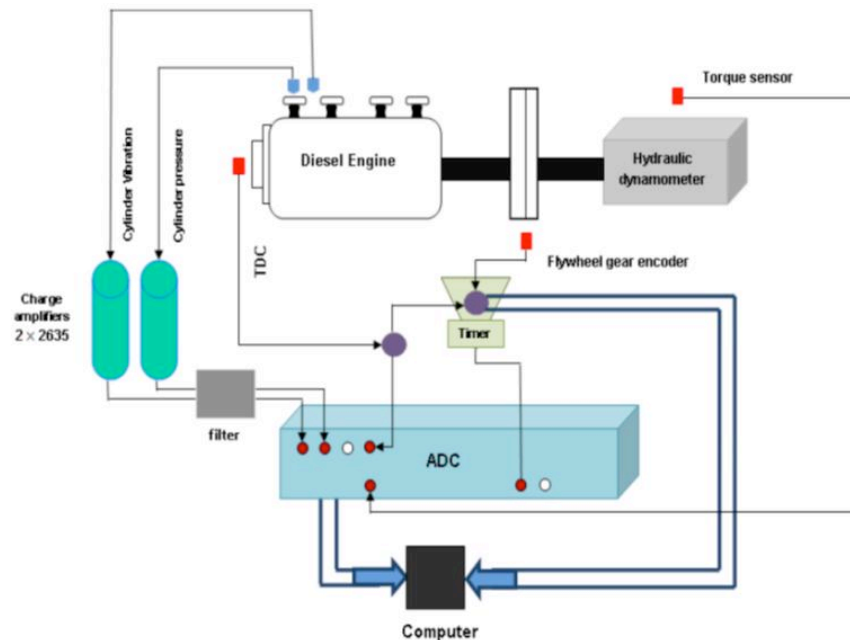 Torque sensor
Diesel Engine
Hydraulic
dynamometer
Cylinder Vibration
Cylinder pressure
TDC
Flywheel gear encoder
Charge
amplifiers
2 × 2635
Timer
filter
ADC
Computer